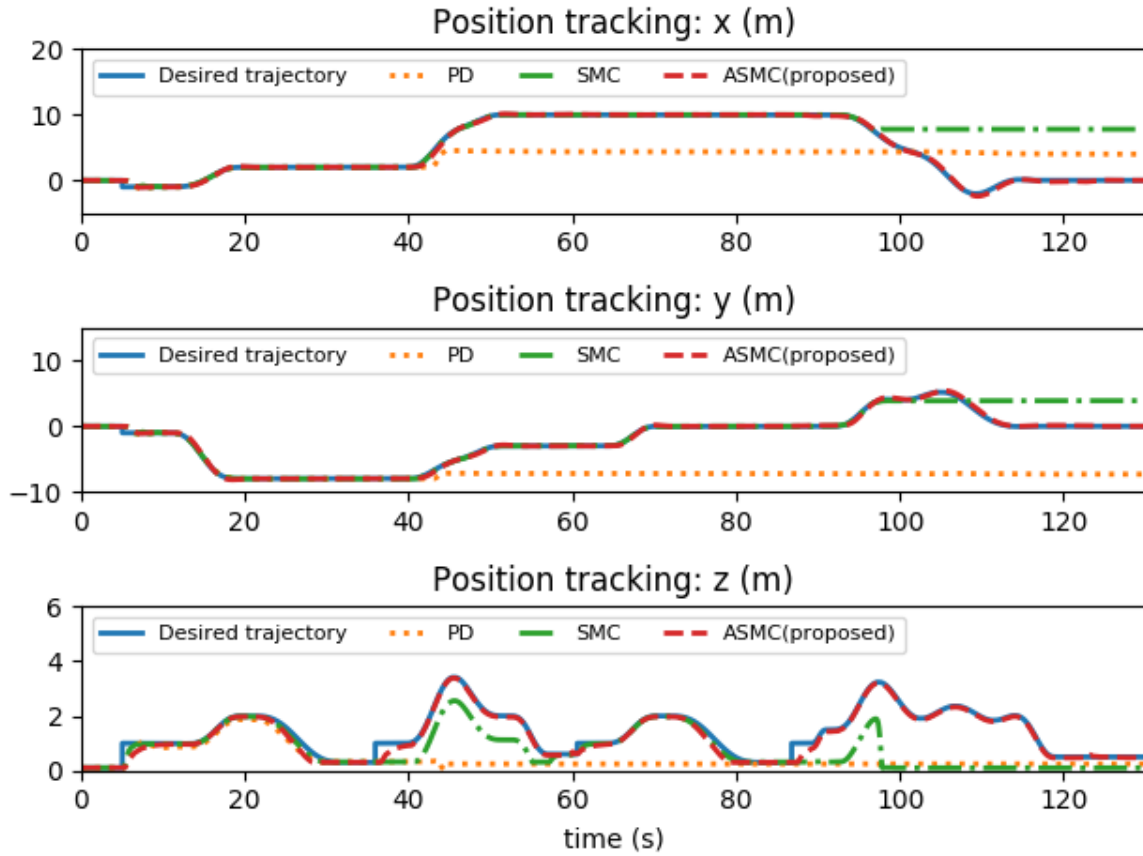 Position tracking: x (m)
20
Desired trajectory PD SMC ASMC(proposed)
10
0
0 20 40 60 80 100 120
Position tracking: y (m)
Desired trajectory PD SMC ASMC(proposed)
10
0
−10
0 20 40 60 80 100 120
Position tracking: z (m)
6
Desired trajectory PD SMC ASMC(proposed)
4
2
0
0 20 40 60 80 100 120
time (s)